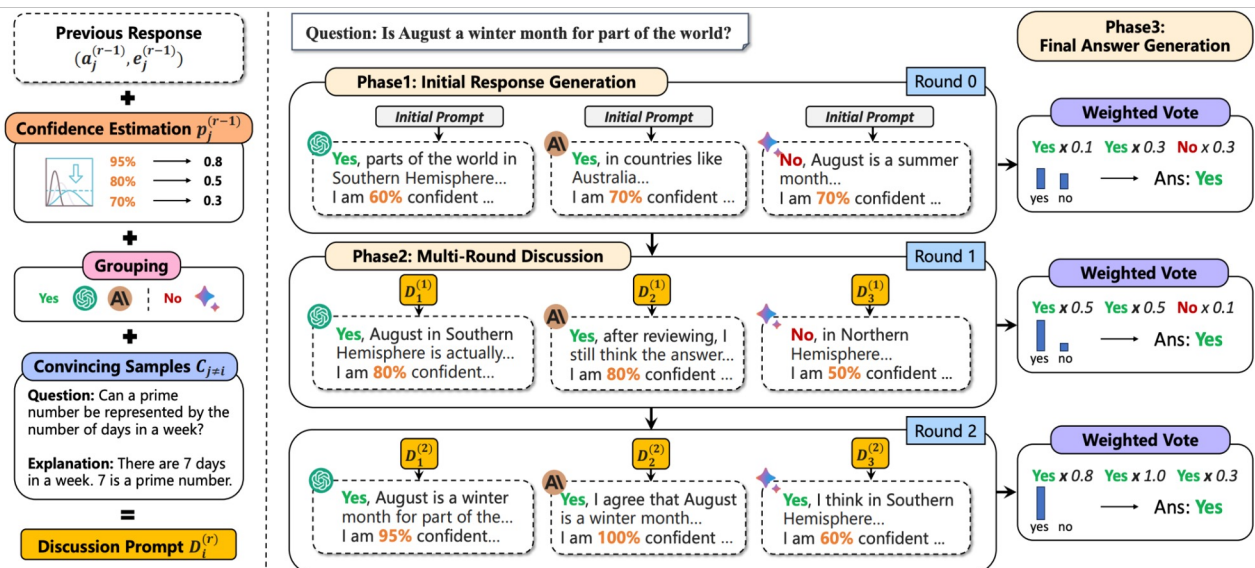 Previous Response
(a_j^(r-1), e_j^(r-1))
+
Confidence Estimation p_j^(r-1)
95% 0.8
80% 0.5
70% 0.3
+
Grouping
Yes No
+
Convincing Samples C_j≠i
Question: Can a prime
number be represented by the
number of days in a week?
Explanation: There are 7 days
in a week. 7 is a prime number.
=
Discussion Prompt D_i^(r)
Question: Is August a winter month for part of the world?
Phase1: Initial Response Generation
Round 0
Initial Prompt
Yes, parts of the world in
Southern Hemisphere...
I am 60% confident ...
Initial Prompt
Yes, in countries like
Australia...
I am 70% confident ...
Initial Prompt
No, August is a summer
month...
I am 70% confident ...
Phase2: Multi-Round Discussion
Round 1
D_1^(1)
Yes, August in Southern
Hemisphere is actually...
I am 80% confident...
D_2^(1)
Yes, after reviewing, I
still think the answer...
I am 80% confident...
D_3^(1)
No, in Northern
Hemisphere...
I am 50% confident ...
Round 2
D_1^(2)
Yes, August is a winter
month for part of the...
I am 95% confident...
D_2^(2)
Yes, I agree that August
is a winter month...
I am 100% confident ...
D_3^(2)
Yes, I think in Southern
Hemisphere...
I am 60% confident ...
Phase3:
Final Answer Generation
Weighted Vote
Yes x 0.1 Yes x 0.3 No x 0.3
Ans: Yes
yes no
Weighted Vote
Yes x 0.5 Yes x 0.5 No x 0.1
Ans: Yes
yes no
Weighted Vote
Yes x 0.8 Yes x 1.0 Yes x 0.3
Ans: Yes
yes no